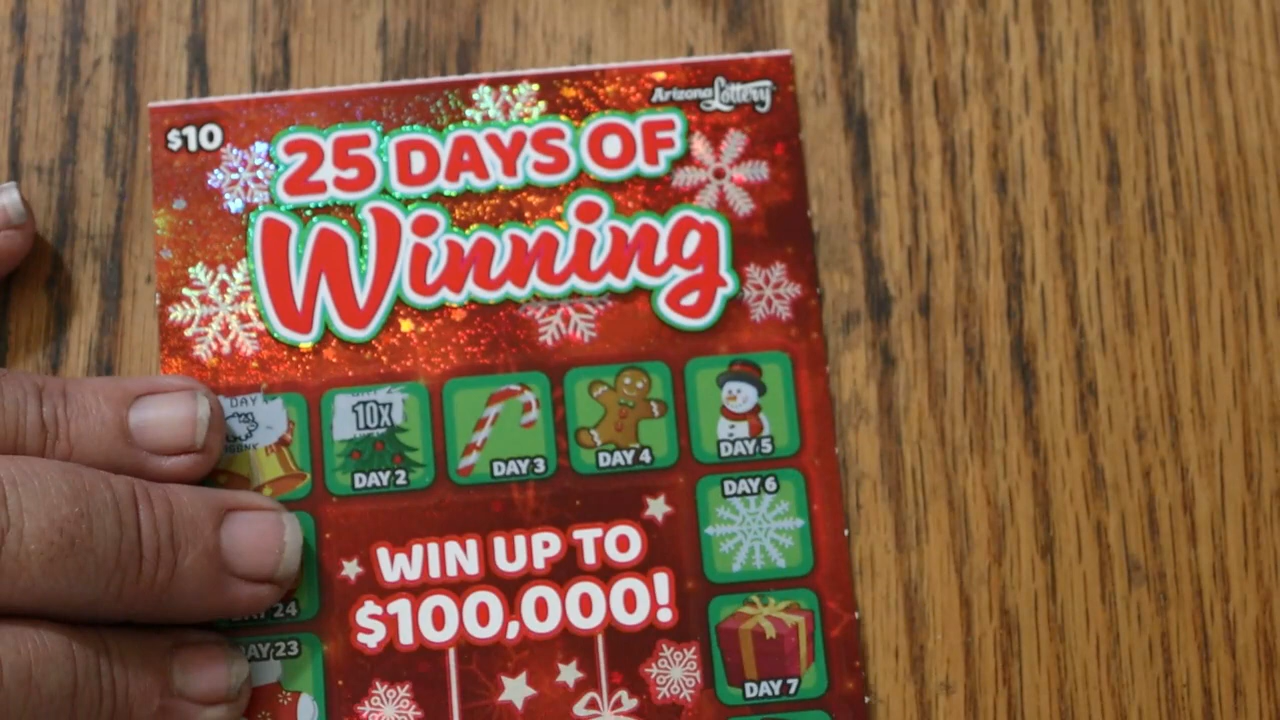 Arizona Lottery
$10
25 DAYS OF
Winning
DAY
10X
DAY 2
DAY 3
DAY 4
DAY 5
DAY 6
WIN UP TO
$100,000!
24
DAY 23
DAY 7